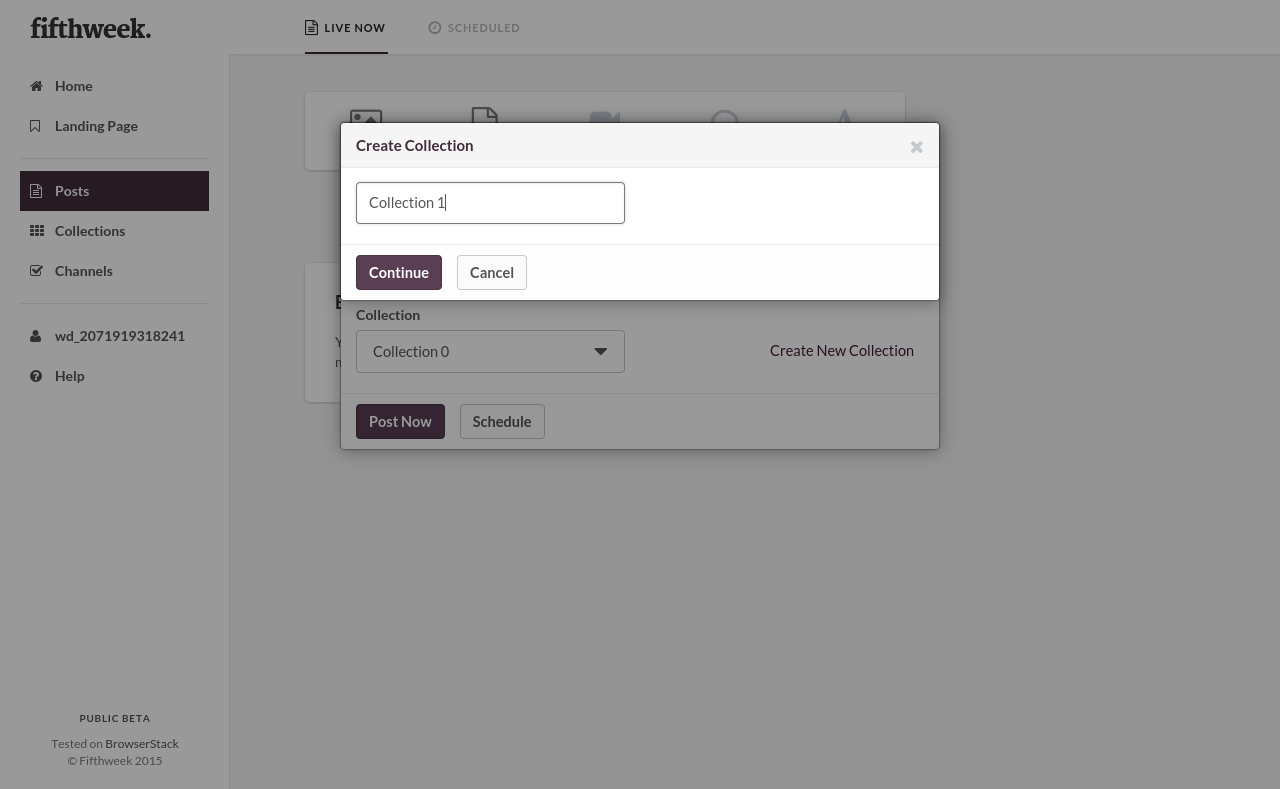 fifthweek.
LIVE NOW
SCHEDULED
Home
Landing Page
Posts
Collections
Channels
wd_2071919318241
Help
Create Collection
Collection 1
Continue
Cancel
Collection
Collection 0
Create New Collection
Post Now
Schedule
PUBLIC BETA
Tested on BrowserStack
© Fifthweek 2015